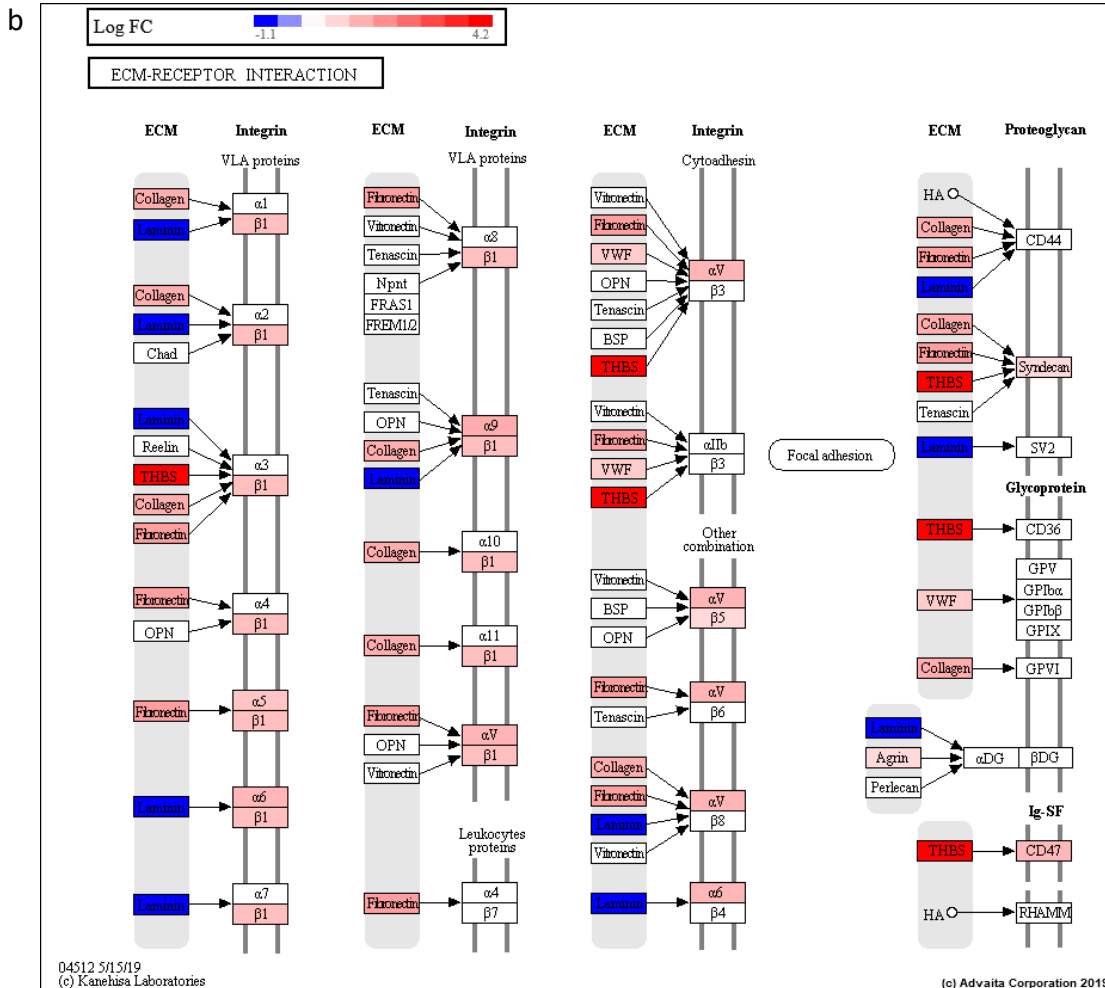 b
Log FC
-1.1 4.2
ECM-RECEPTOR INTERACTION
ECM Integrin
VLA proteins
Collagen
Laminin
α1
β1
Collagen
Laminin
Chad
α2
β1
Laminin
Reelin
THBS
Collagen
Fibronectin
α3
β1
Fibronectin
OPN
α4
β1
Fibronectin
α5
β1
Laminin
α6
β1
Laminin
α7
β1
ECM Integrin
VLA proteins
Fibronectin
Vitronectin
Tenascin
Npnt
FRAS1
FREM1/2
α8
β1
Tenascin
OPN
Collagen
Laminin
α9
β1
Collagen
α10
β1
Collagen
α11
β1
Fibronectin
OPN
Vitronectin
αV
β1
Leukocytes
proteins
Fibronectin
α4
β7
ECM Integrin
Cytoadhesin
Vitronectin
Fibronectin
VWF
OPN
Tenascin
BSP
THBS
αV
β3
Vitronectin
Fibronectin
VWF
THBS
αIIb
β3
Other
combination
Vitronectin
BSP
OPN
αV
β5
Fibronectin
Tenascin
αV
β6
Collagen
Fibronectin
Laminin
Vitronectin
αV
β8
Laminin
α6
β4
Focal adhesion
ECM Proteoglycan
HA
Collagen
Fibronectin
Laminin
CD44
Collagen
Fibronectin
THBS
Tenascin
Syndecan
Laminin
SV2
Glycoprotein
THBS
CD36
VWF
GPV
GPIbα
GPIbβ
GPIX
Collagen
GPVI
Laminin
Agrin
Perlecan
αDG βDG
Ig-SF
THBS
CD47
HA
RHAMM
04512 5/15/19
(c) Kanehisa Laboratories
(c) Advaita Corporation 2019